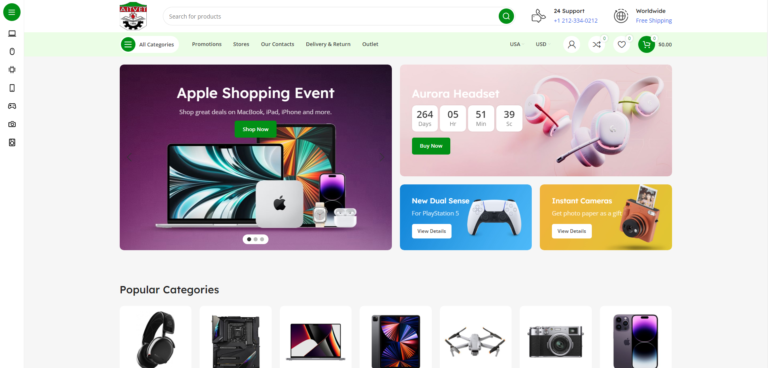 Search for products
24 Support
+1 212-334-0212
Worldwide
Free Shipping
All Categories
Promotions
Stores
Our Contacts
Delivery & Return
Outlet
USA
USD
0
0
0
$0.00
Apple Shopping Event
Shop great deals on MacBook, iPad, iPhone and more.
Shop Now
Aurora Headset
264 05 51 39
Days Hr Min Sc
Buy Now
New Dual Sense
For PlayStation 5
View Details
Instant Cameras
Get photo paper as a gift
View Details
Popular Categories